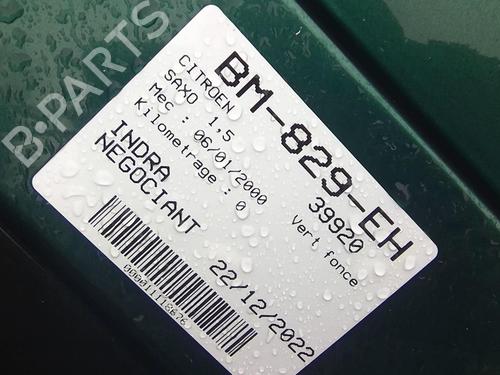 B-PARTS
BM-829-EH
CITROEN
SAXO 1.5
Mec : 06/01/2000
Kilometrage : 0
39920
Vert fonce
INDRA
NEGOCIANT
22/12/2022
000011118676